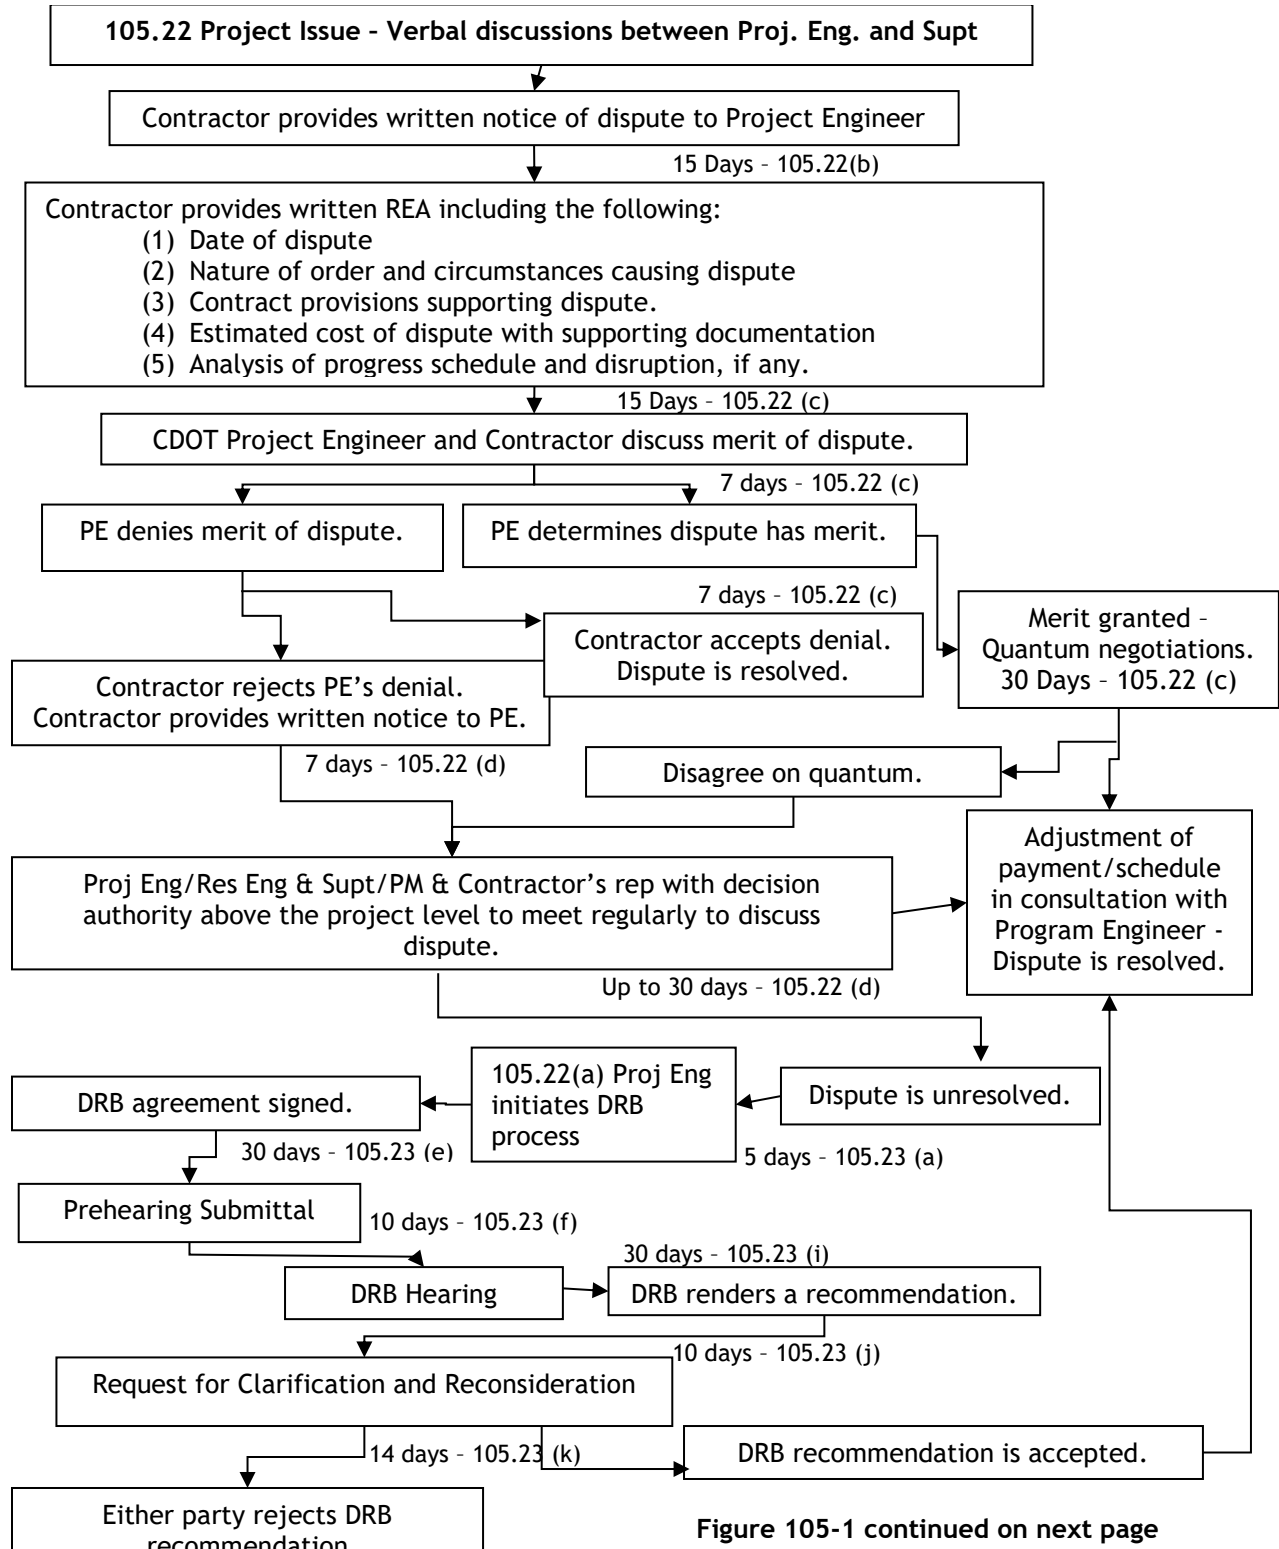 105.22 Project Issue – Verbal discussions between Proj. Eng. and Supt
Contractor provides written notice of dispute to Project Engineer
15 Days – 105.22(b)
Contractor provides written REA including the following:
(1) Date of dispute
(2) Nature of order and circumstances causing dispute
(3) Contract provisions supporting dispute.
(4) Estimated cost of dispute with supporting documentation
(5) Analysis of progress schedule and disruption, if any.
15 Days – 105.22 (c)
CDOT Project Engineer and Contractor discuss merit of dispute.
7 days – 105.22 (c)
PE denies merit of dispute.
PE determines dispute has merit.
7 days – 105.22 (c)
Contractor accepts denial.
Dispute is resolved.
Merit granted –
Quantum negotiations.
30 Days – 105.22 (c)
Contractor rejects PE’s denial.
Contractor provides written notice to PE.
7 days – 105.22 (d)
Disagree on quantum.
Adjustment of
payment/schedule
in consultation with
Program Engineer -
Dispute is resolved.
Proj Eng/Res Eng & Supt/PM & Contractor’s rep with decision
authority above the project level to meet regularly to discuss
dispute.
Up to 30 days – 105.22 (d)
Dispute is unresolved.
105.22(a) Proj Eng
initiates DRB
process
5 days – 105.23 (a)
DRB agreement signed.
30 days – 105.23 (e)
Prehearing Submittal
10 days – 105.23 (f)
DRB Hearing
30 days – 105.23 (i)
DRB renders a recommendation.
10 days – 105.23 (j)
Request for Clarification and Reconsideration
14 days – 105.23 (k)
DRB recommendation is accepted.
Either party rejects DRB
recommendation
Figure 105-1 continued on next page